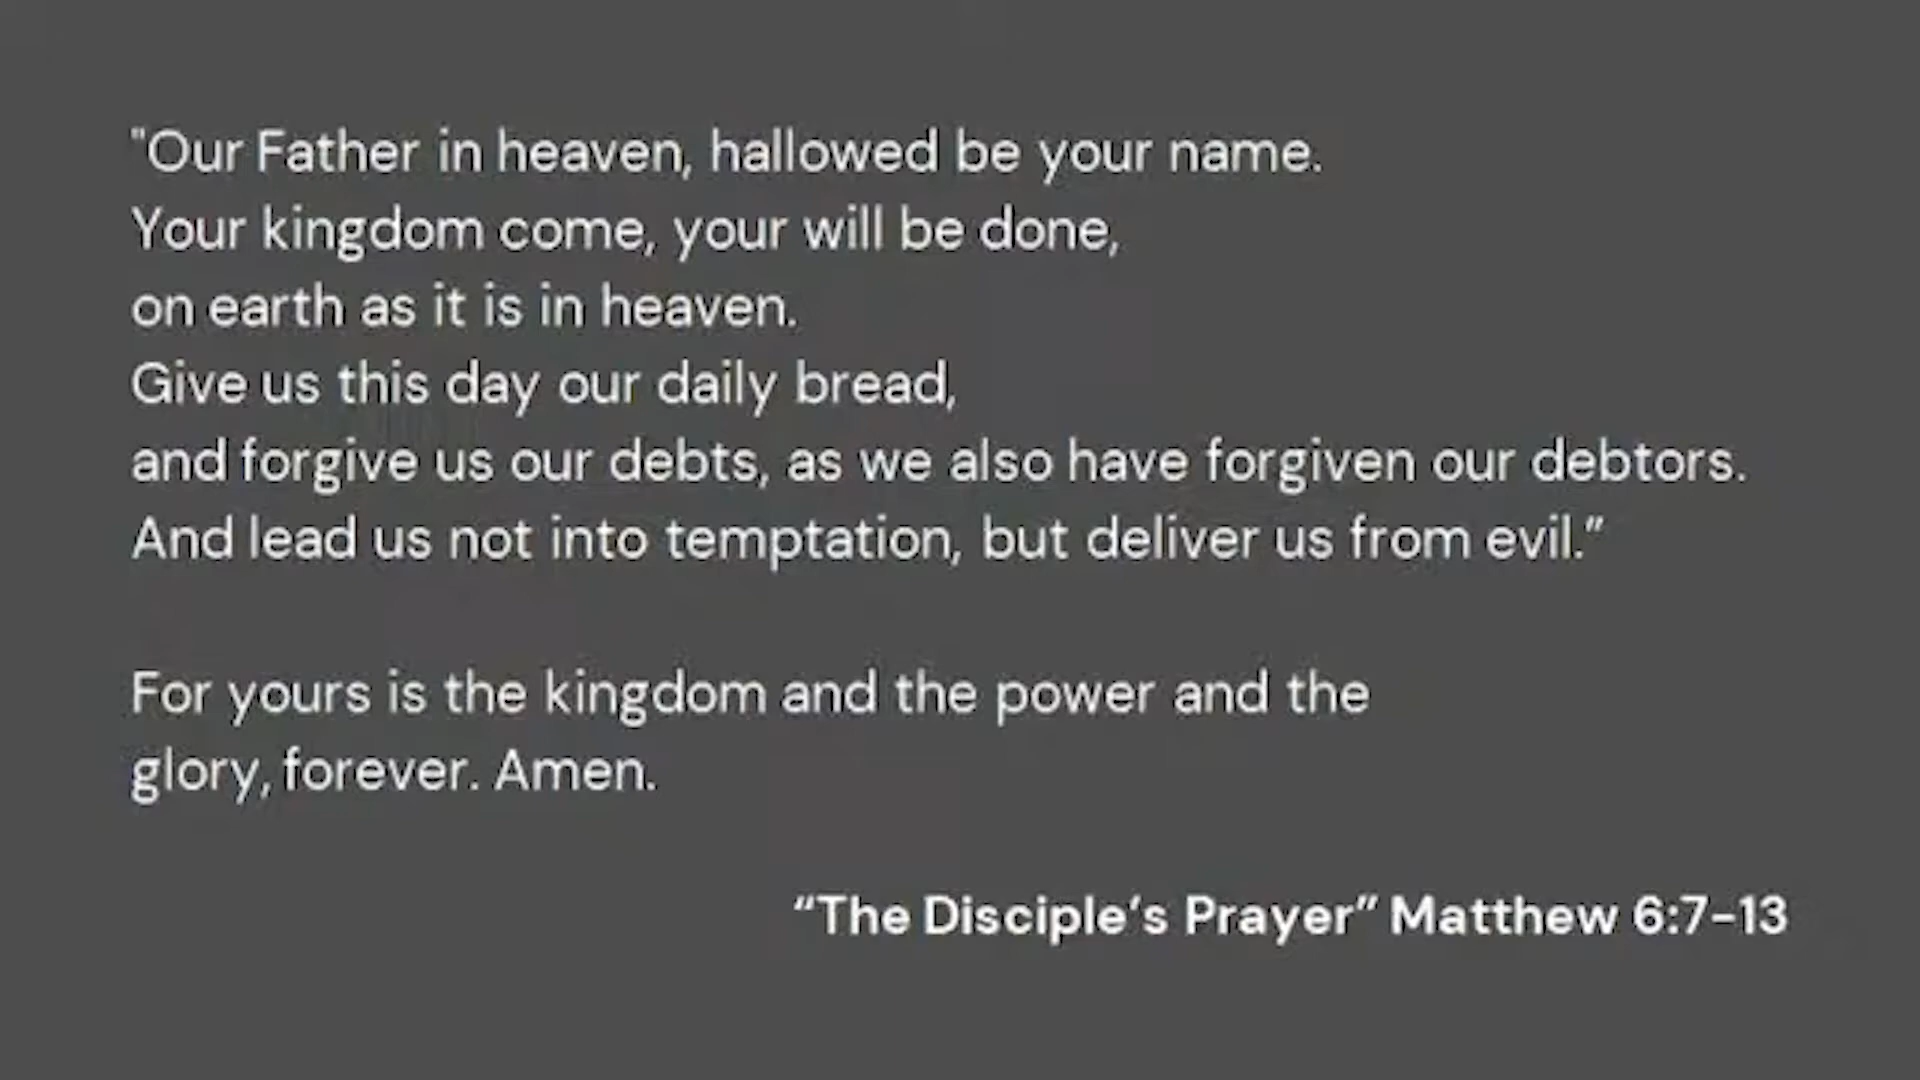 "Our Father in heaven, hallowed be your name.
Your kingdom come, your will be done,
on earth as it is in heaven.
Give us this day our daily bread,
and forgive us our debts, as we also have forgiven our debtors.
And lead us not into temptation, but deliver us from evil.”
For yours is the kingdom and the power and the
glory, forever. Amen.
“The Disciple‘s Prayer” Matthew 6:7–13